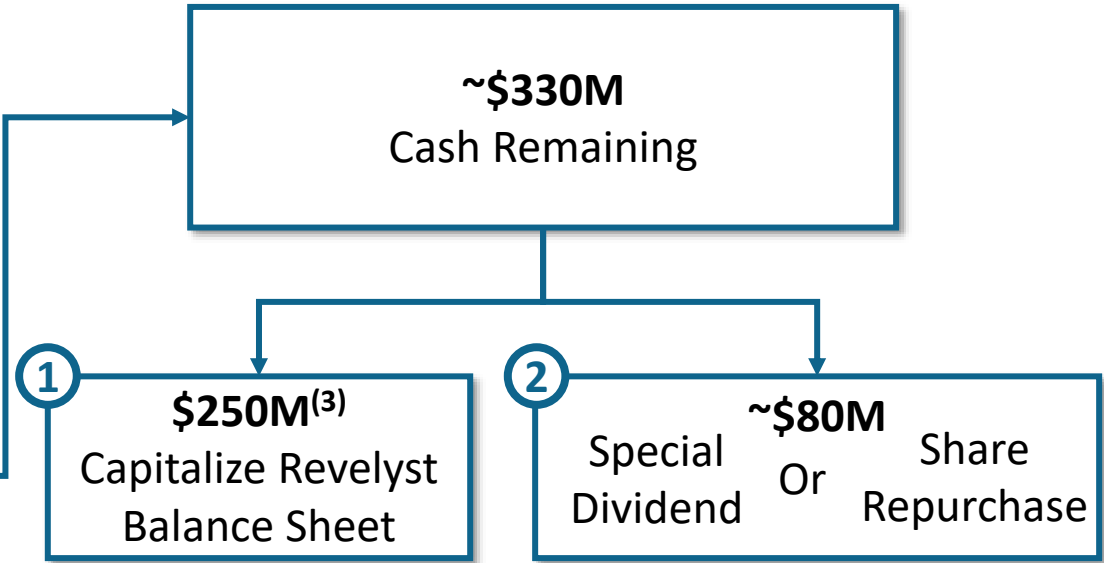 ~$330M
Cash Remaining
1
$250M(3)
Capitalize Revelyst
Balance Sheet
2
~$80M
Special
Dividend
Or
Share
Repurchase